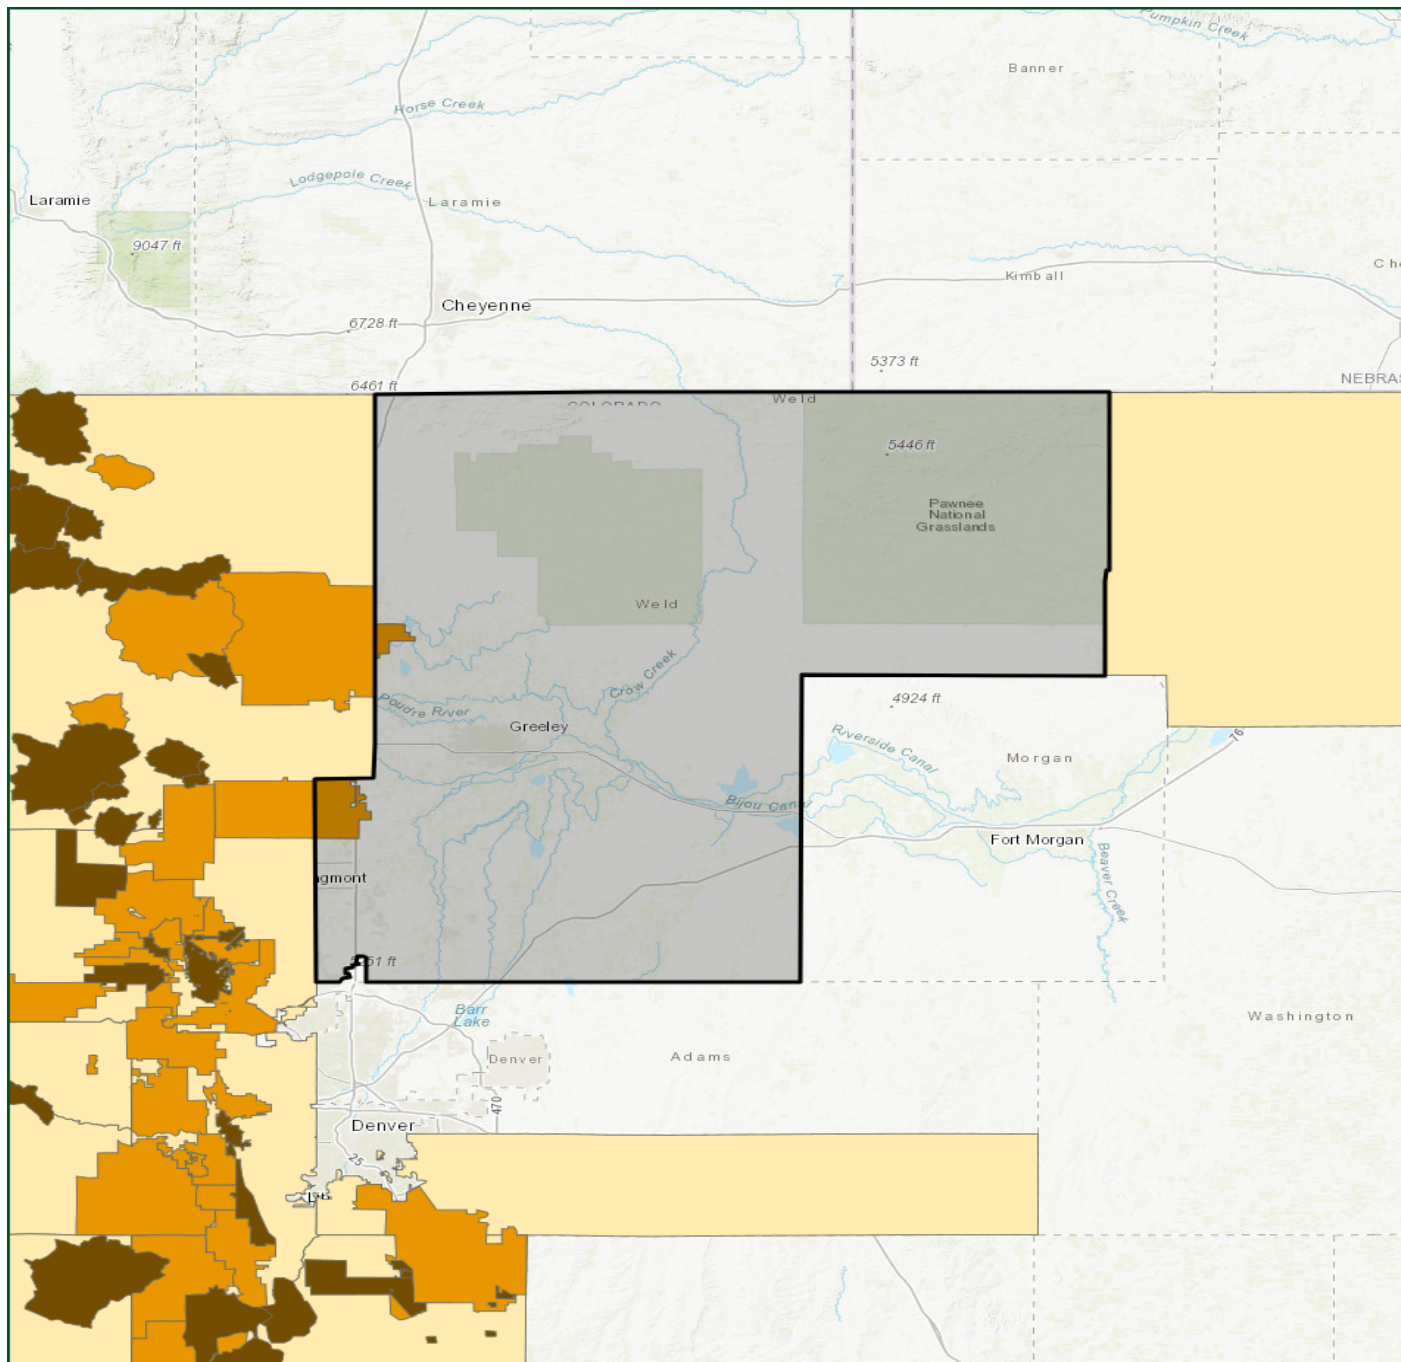 Pumpkin Creek
Banner
Horse Creek
Lodgepole Creek
Laramie
Laramie
9047 ft
Kimball
Cheyenne
6728 ft
5373 ft
6461 ft
NEBRAS
Weld
COLORADO
5446 ft
Pawnee
National
Grasslands
Weld
Crow Creek
Poudre River
Greeley
4924 ft
Riverside Canal
76
Morgan
Bijou Canal
Fort Morgan
Beaver Creek
ngmont
Barr
Lake
Washington
Denver
Adams
470
Denver
25